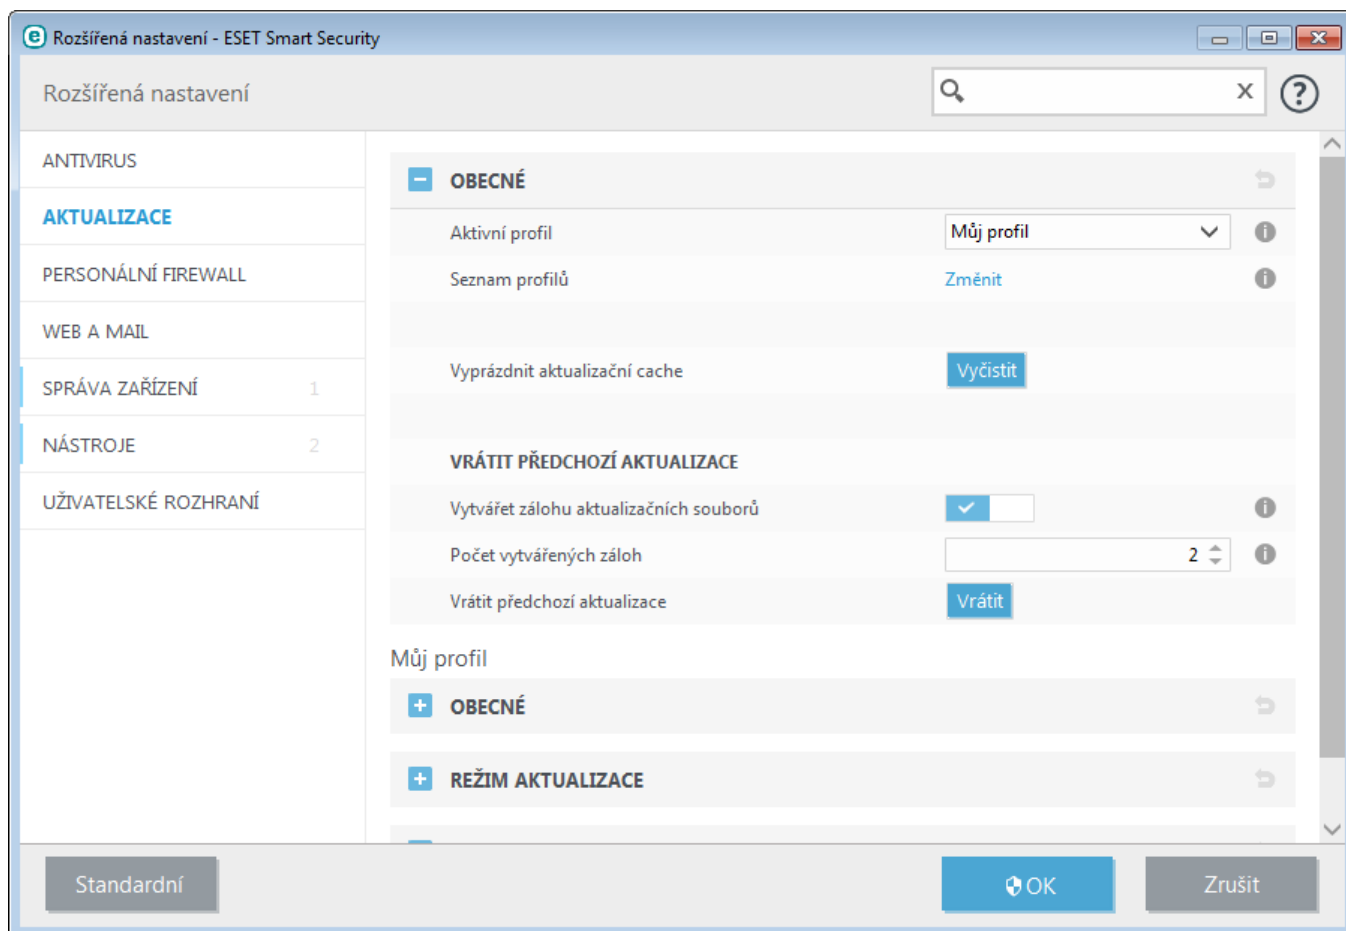 Rozšířená nastavení - ESET Smart Security
Rozšířená nastavení
ANTIVIRUS
AKTUALIZACE
PERSONÁLNÍ FIREWALL
WEB A MAIL
SPRÁVA ZAŘÍZENÍ 1
NÁSTROJE 2
UŽIVATELSKÉ ROZHRANÍ
OBECNÉ
Aktivní profil Můj profil
Seznam profilů Změnit
Vyprázdnit aktualizační cache Vyčistit
VRÁTIT PŘEDCHOZÍ AKTUALIZACE
Vytvářet zálohu aktualizačních souborů
Počet vytvářených záloh 2
Vrátit předchozí aktualizace Vrátit
Můj profil
OBECNÉ
REŽIM AKTUALIZACE
Standardní OK Zrušit